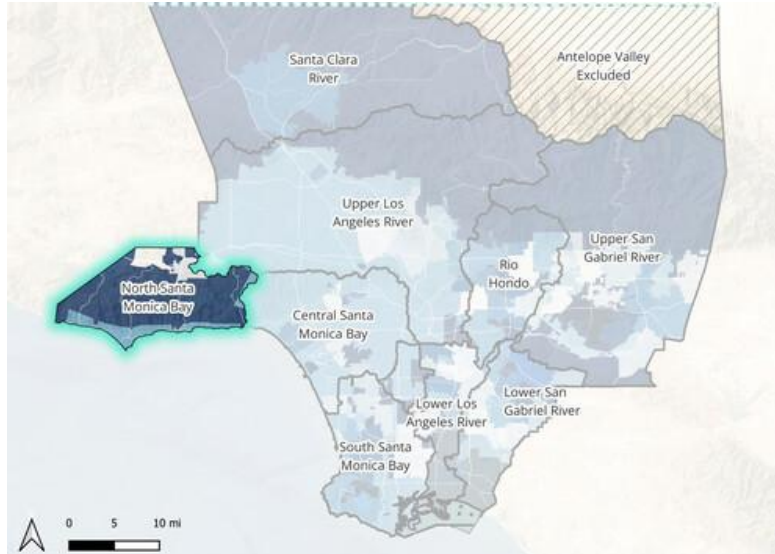 Santa Clara
River
Antelope Valley
Excluded
Upper Los
Angeles River
Upper San
Gabriel River
Rio
Hondo
North Santa
Monica Bay
Central Santa
Monica Bay
Lower San
Gabriel River
Lower Los
Angeles River
South Santa
Monica Bay
0 5 10 mi